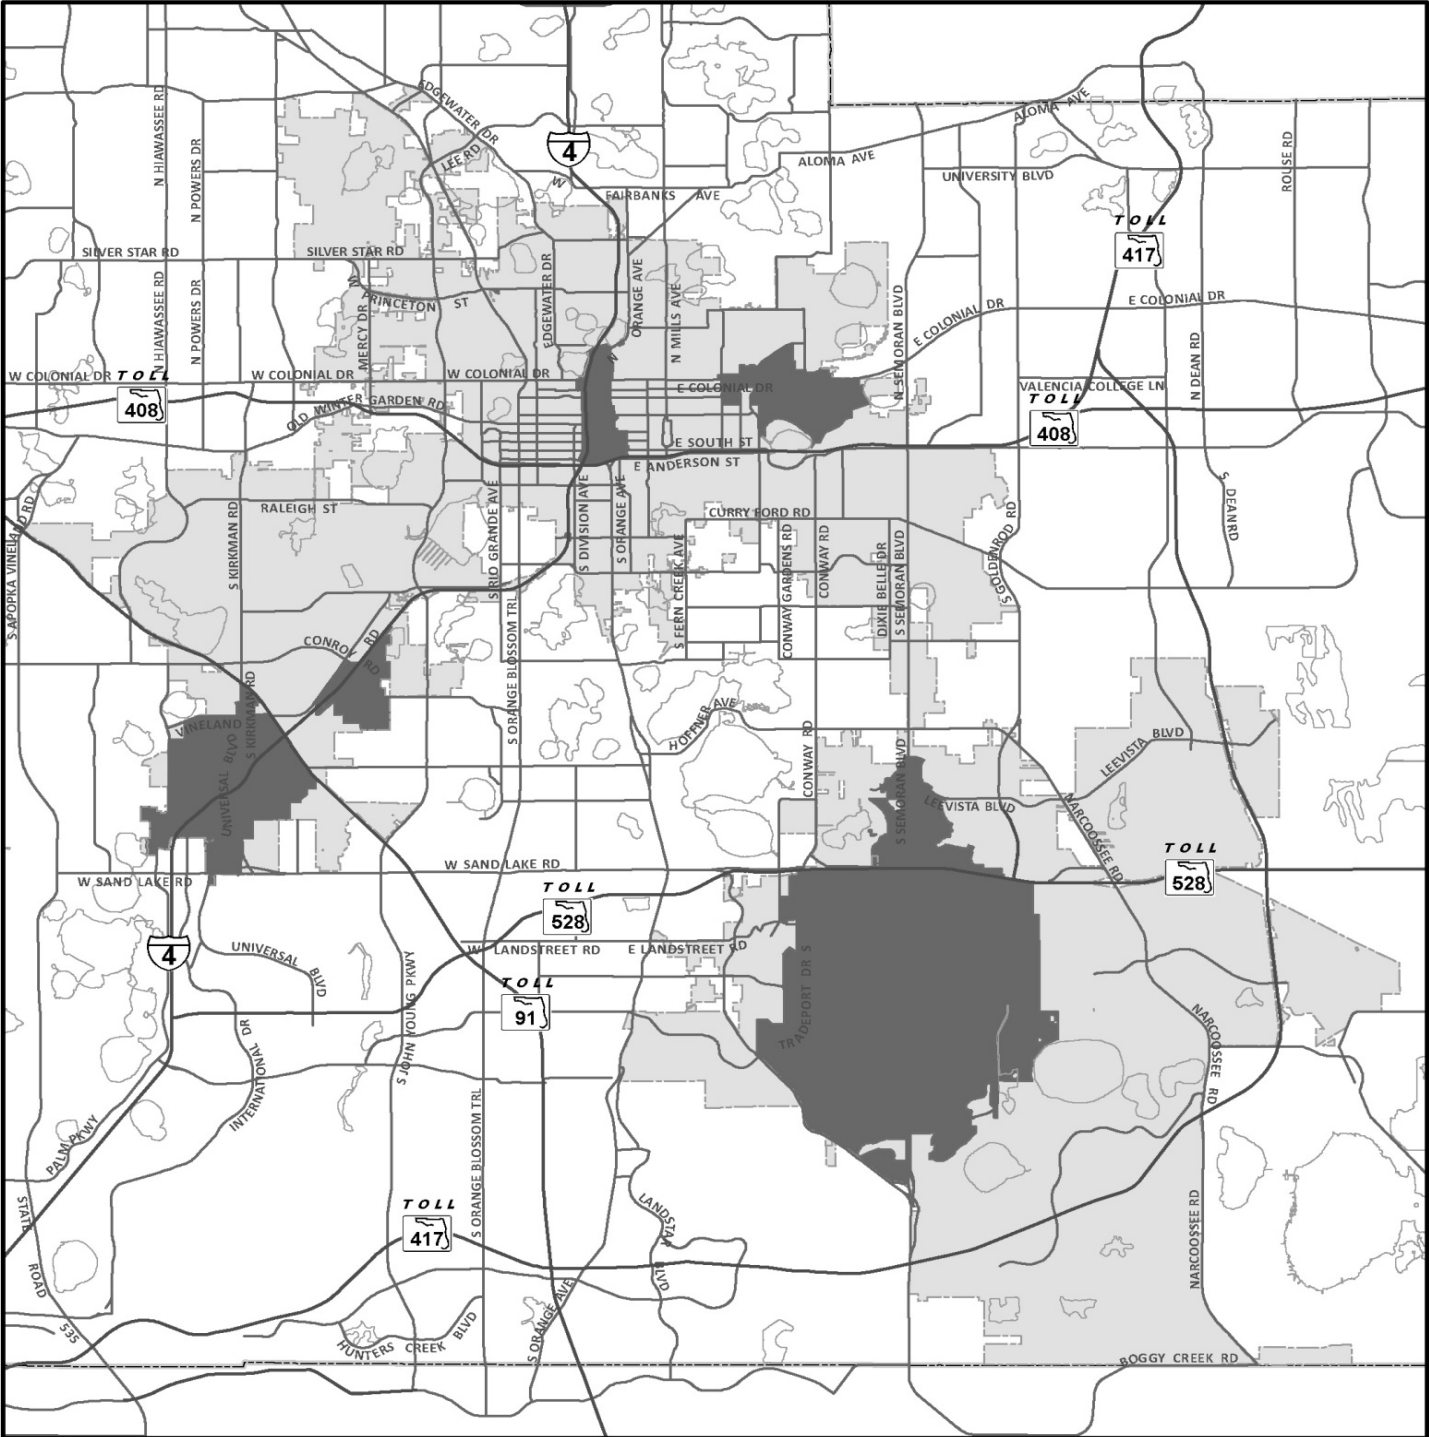 EDGEWATER DR
LEE RD
4
W
FAIRBANKS AVE
ALOMA AVE
ALOMA AVE
UNIVERSITY BLVD
ROUSE RD
N HIAWASSEE RD
N POWERS DR
TOLL
417
SILVER STAR RD
SILVER STAR RD
N HIAWASSEE RD
N POWERS DR
MERCY DR
ST
EDGEWATER DR
ORANGE AVE
N
N MILLS AVE
N SEMORAN BLVD
E COLONIAL DR
E COLONIAL DR
N DEAN RD
W COLONIAL DR
TOLL
408
W COLONIAL DR
W COLONIAL DR
E COLONIAL DR
VALENCIA COLLEGE LN
TOLL
408
OLD WINTER GARDEN RD
E SOUTH ST
E ANDERSON ST
S DEANRD
S APOPKA VINELAND RD
RALEIGH ST
S KIRKMAN RD
S RIO GRANDE AVE
S DIVISION AVE
S ORANGE AVE
CURRY FORD RD
S FERN CREEK AVE
CONWAY GARDENS RD
CONWAY RD
DIXIE BELLE DR
S SEMORAN BLVD
S GOLDENROD RD
CONROY RD
RD
S ORANGE BLOSSOM TRL
VINELAND
S KIRKMAN RD
UNIVERSAL BLVD
HOFFNER AVE
CONWAY RD
S SEMORAN BLVD
LEEVISTA BLVD
LEEVISTA BLVD
NARCOOSSEE RD
W SAND LAKE RD
W SAND LAKE RD
TOLL
528
TOLL
528
4
UNIVERSAL BLVD
W LANDSTREET RD
E LANDSTREET RD
TRADEPORT DR S
S JOHN YOUNG PKWY
TOLL
91
INTERNATIONAL DR
NARCOOSSEE RD
PALM PKWY
S ORANGE BLOSSOM TRL
STATE ROAD 535
TOLL
417
LANDSTAR BLVD
NARCOOSSEE RD
HUNTERS CREEK BLVD
S ORANGE AVE
BOGGY CREEK RD